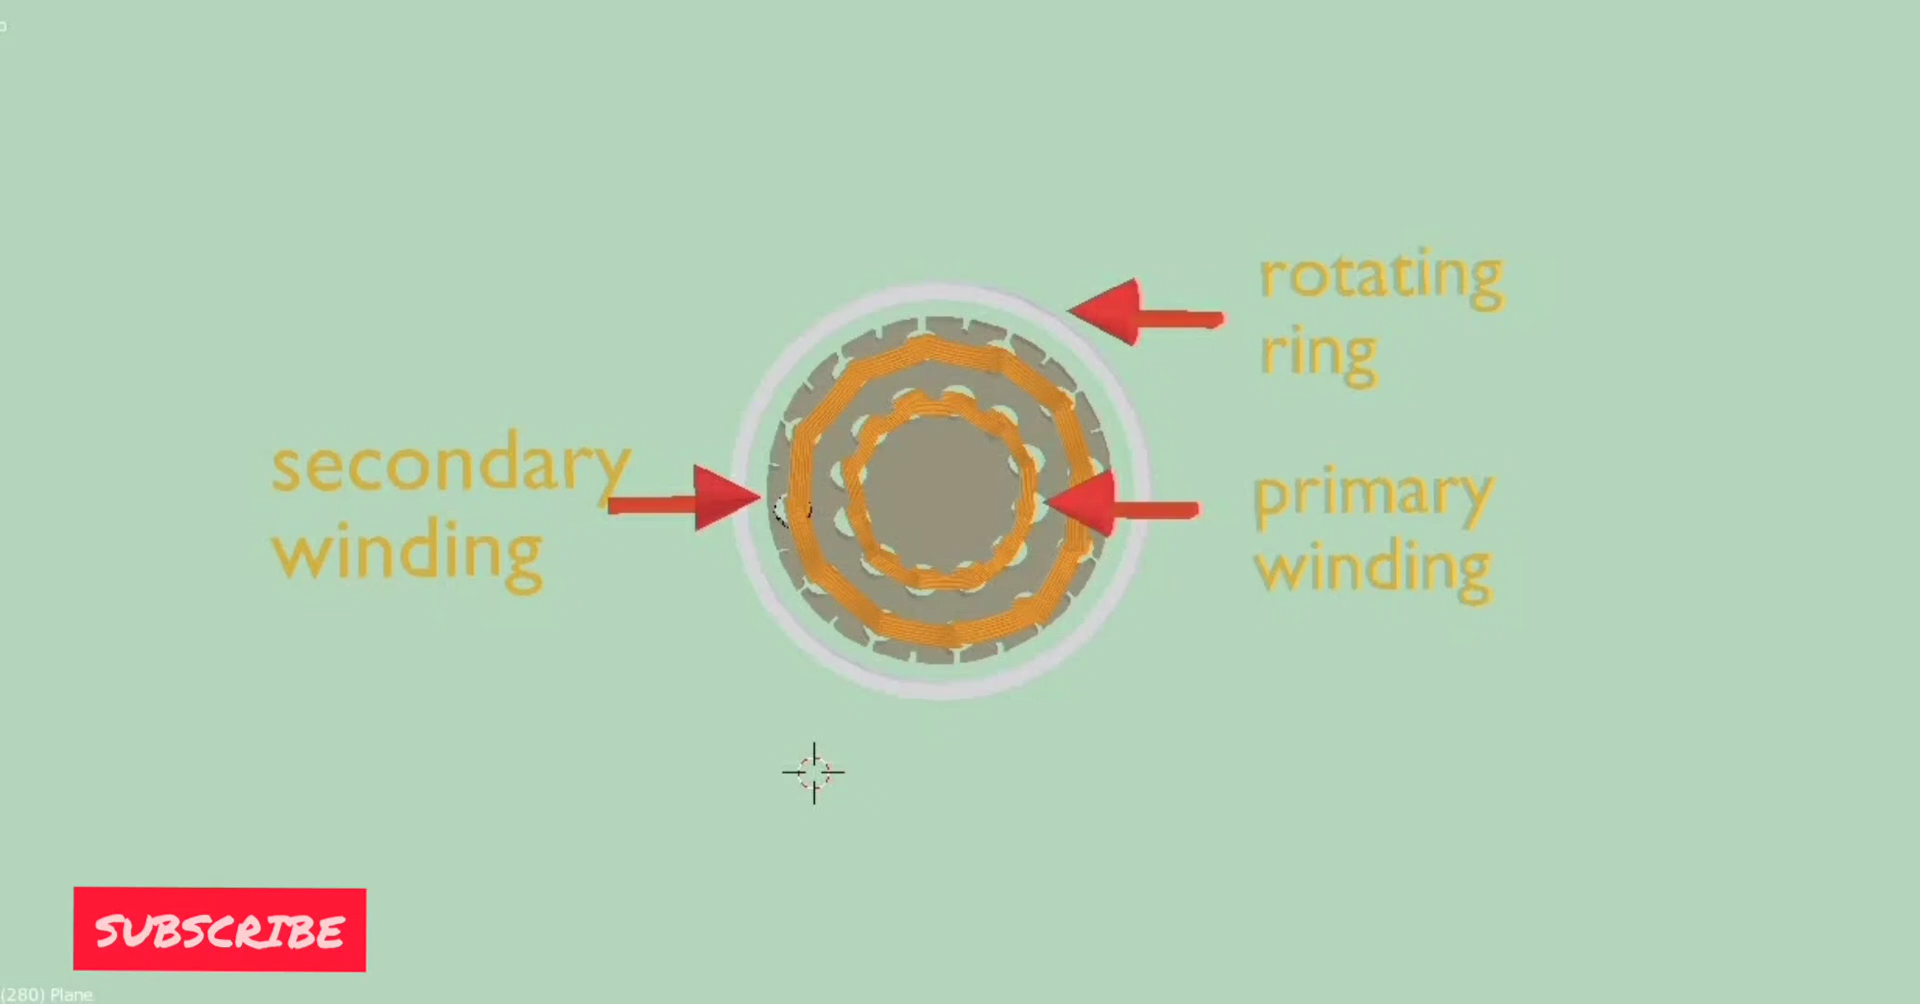 rotating
ring
secondary
winding
primary
winding
SUBSCRIBE
(280) Plane